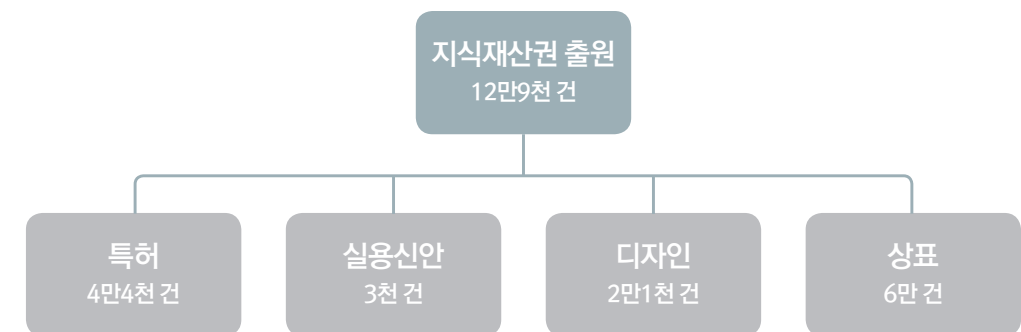 지식재산권 출원
12만9천 건
특허
4만4천 건
실용신안
3천 건
디자인
2만1천 건
상표
6만 건